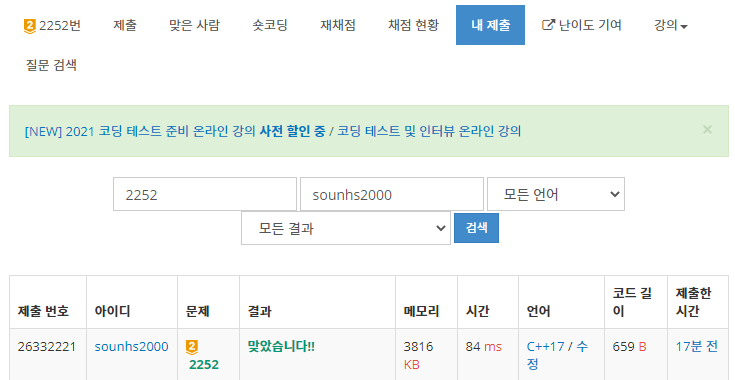 2 2252번 제출 맞은 사람 숏코딩 재채점 채점 현황 내 제출 난이도 기여 강의
질문 검색
[NEW] 2021 코딩 테스트 준비 온라인 강의 사전 할인 중 / 코딩 테스트 및 인터뷰 온라인 강의 ×
2252 sounhs2000 모든 언어
모든 결과 검색
제출 번호 아이디 문제 결과 메모리 시간 언어 코드 길이 제출한 시간
26332221 sounhs2000 2 2252 맞았습니다!! 3816 KB 84 ms C++17 / 수정 659 B 17분 전